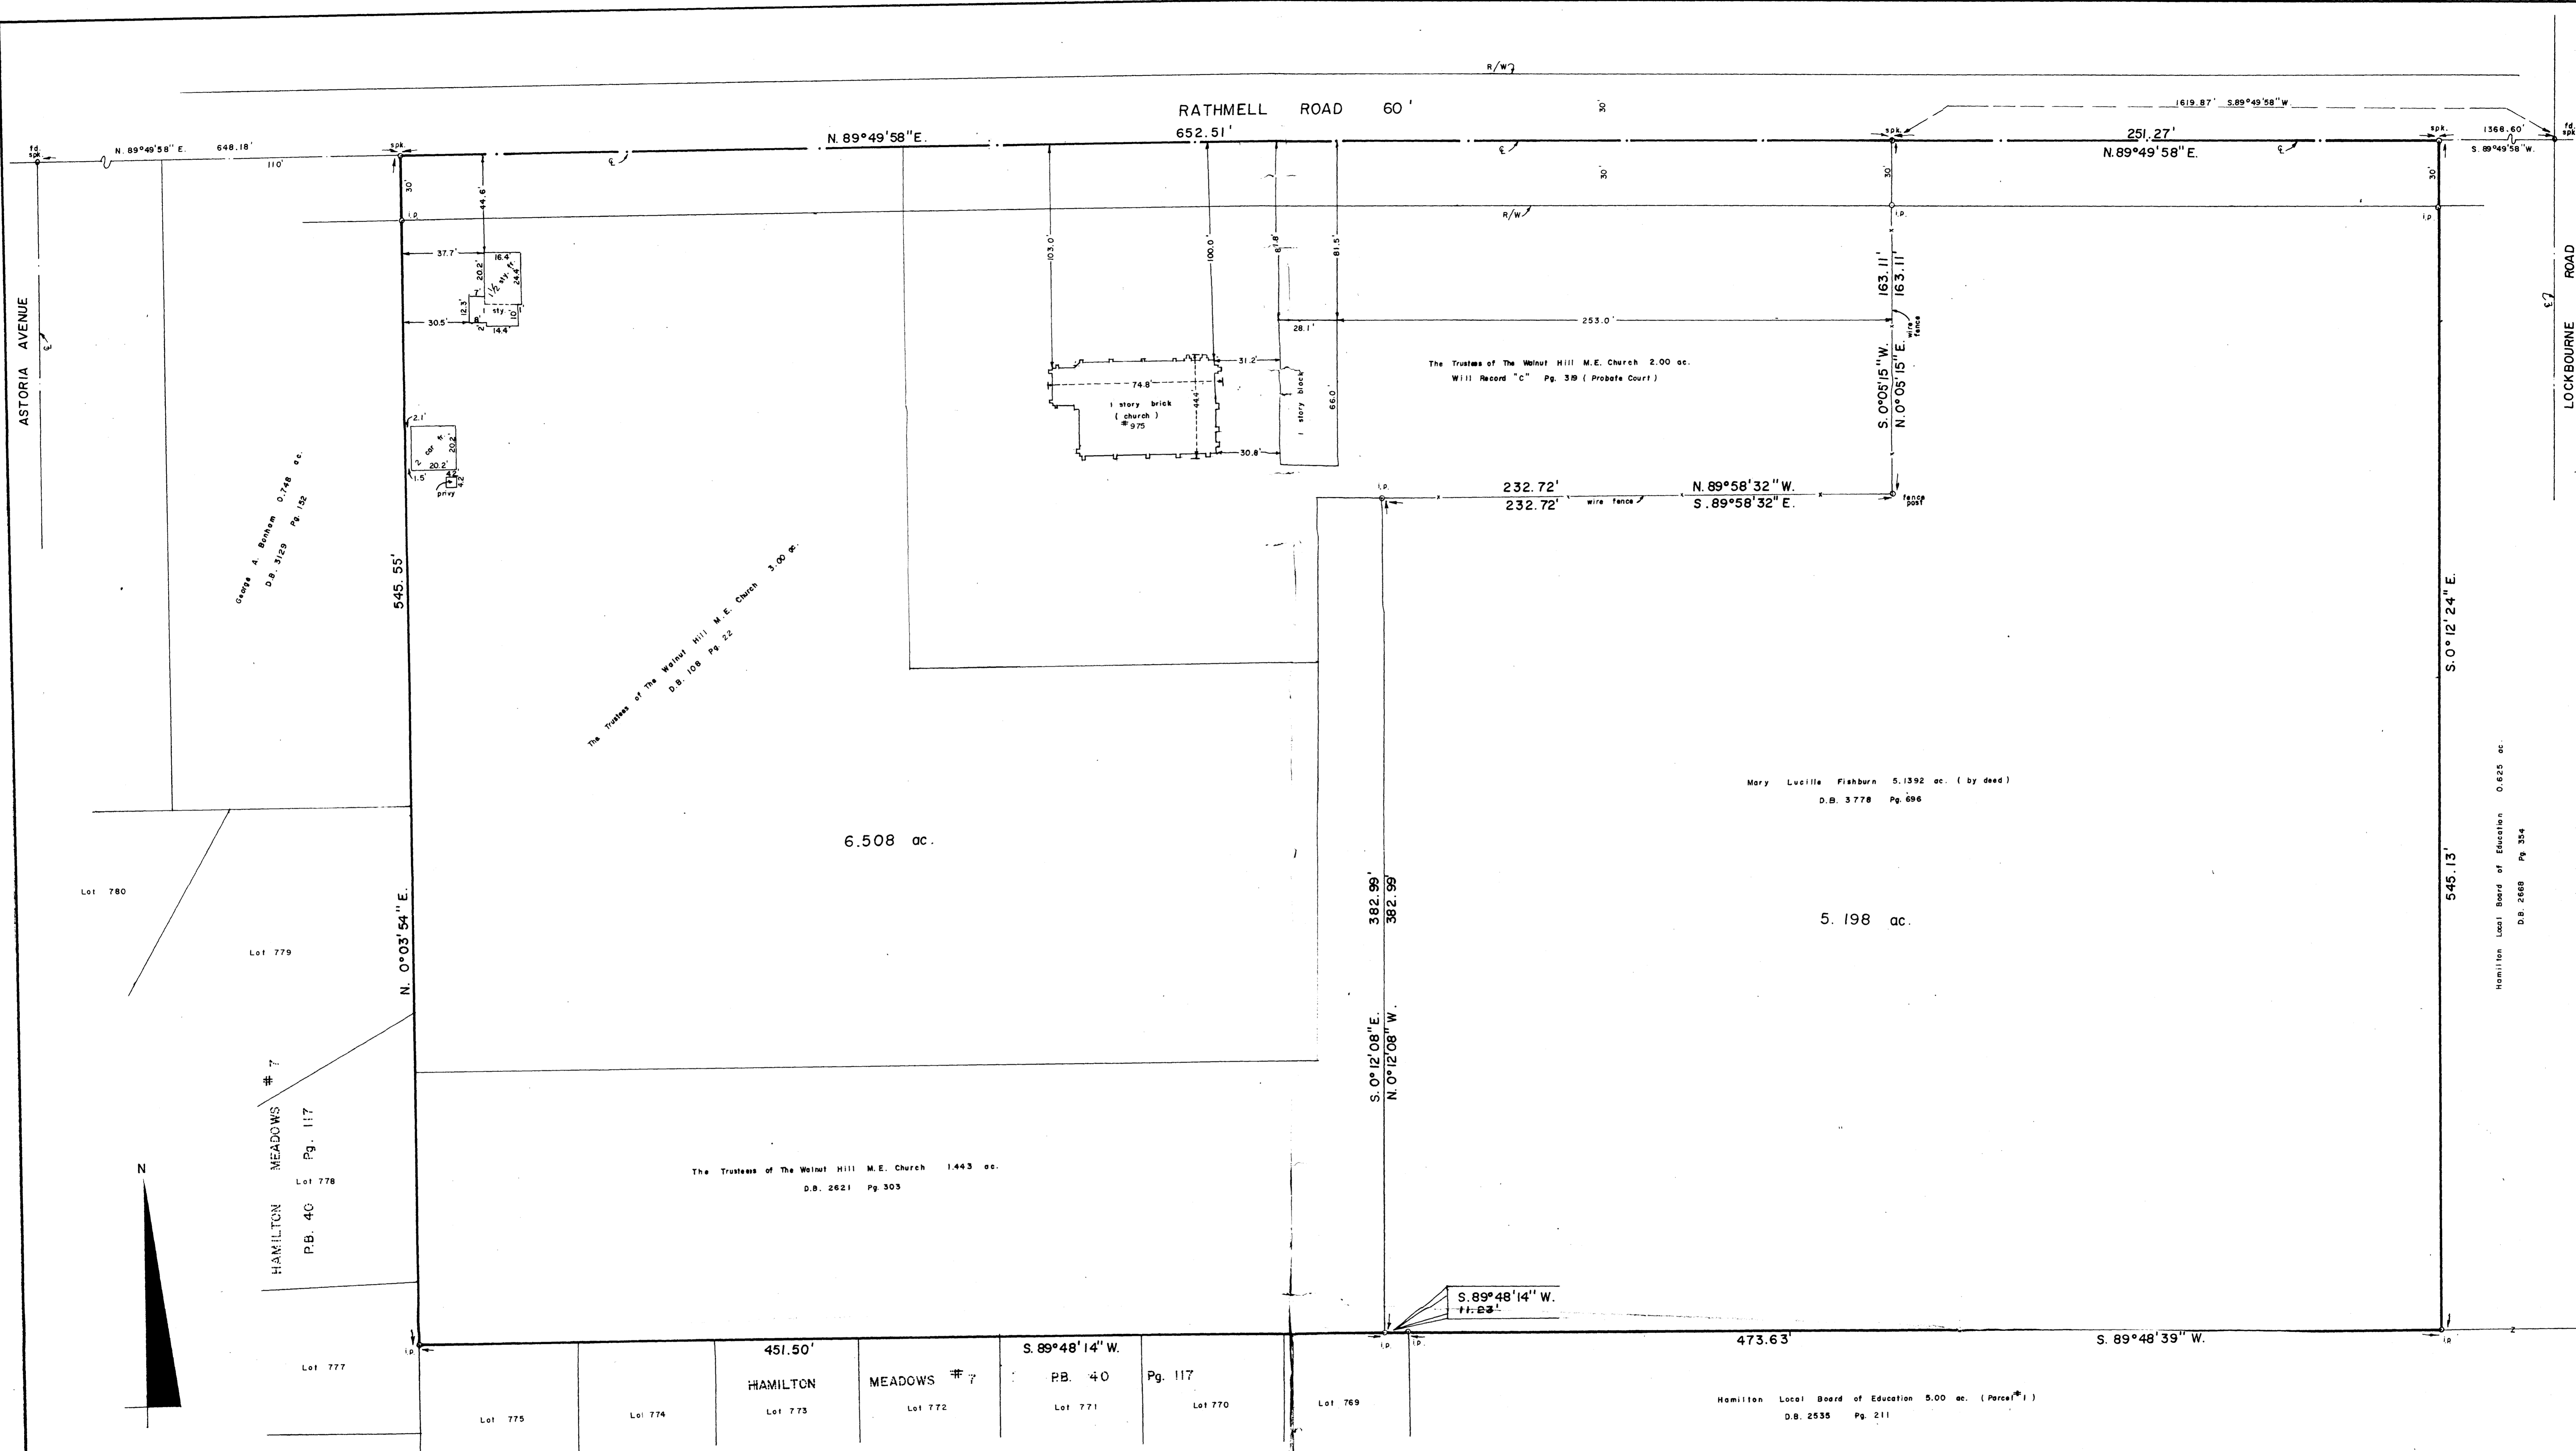 R/W
RATHMELL ROAD 60'
30'
1619.87' S.89°49'58"W.
fd. spk.
N. 89°49'58" E. 648.18'
110'
spk.
N. 89°49'58" E. 652.51'
℄
℄
spk.
251.27'
N. 89°49'58" E.
℄
spk.
1368.60'
S. 89°49'58"W.
fd. spk.
30'
i.p.
44.6'
103.0'
100.0'
87.8'
81.5'
R/W
30'
30'
i.p.
30'
i.p.
ASTORIA AVENUE
℄
LOCKBOURNE ROAD
℄
37.7'
16.4'
20.2'
24.4'
1 1/2 sty. fr.
7'
12.3'
1 sty.
10'
1'
30.5'
8'
2'
14.4'
28.1'
253.0'
163.11'
163.11'
S. 0°05'15" W.
N. 0°05'15" E.
wire fence
31.2'
74.8'
44.4'
1 story brick
( church )
# 975
30.8'
1 story block
66.0'
The Trustees of The Walnut Hill M.E. Church 2.00 ac.
Will Record "C" Pg. 319 ( Probate Court )
2.1'
2 car fr.
20.2'
20.2'
1.5'
4.2'
4.2'
privy
George A. Bonham 0.748 ac.
D.B. 3129 Pg. 152
i.p.
232.72' N. 89°58'32" W.
232.72' wire fence S. 89°58'32" E.
fence post
545.55'
N. 0°03'54" E.
The Trustees of The Walnut Hill M.E. Church 3.00 ac.
D.B. 108 Pg. 22
S. 0°12'24" E.
545.13'
Mary Lucille Fishburn 5.1392 ac. ( by deed )
D.B. 3778 Pg. 696
6.508 ac.
5.198 ac.
Hamilton Local Board of Education 0.625 ac.
D.B. 2668 Pg. 354
382.99'
382.99'
S. 0°12'08" E.
N. 0°12'08" W.
Lot 780
Lot 779
HAMILTON MEADOWS # 7
P.B. 40 Pg. 117
Lot 778
N
The Trustees of The Walnut Hill M.E. Church 1.443 ac.
D.B. 2621 Pg. 303
S. 89°48'14" W.
11.23'
i.p.
451.50' S. 89°48'14" W.
i.p.
i.p.
473.63' S. 89°48'39" W.
i.p.
Lot 777
HAMILTON MEADOWS # 7 P.B. 40 Pg. 117
Lot 775
Lot 774
Lot 773
Lot 772
Lot 771
Lot 770
Lot 769
Hamilton Local Board of Education 5.00 ac. ( Parcel #1 )
D.B. 2535 Pg. 211